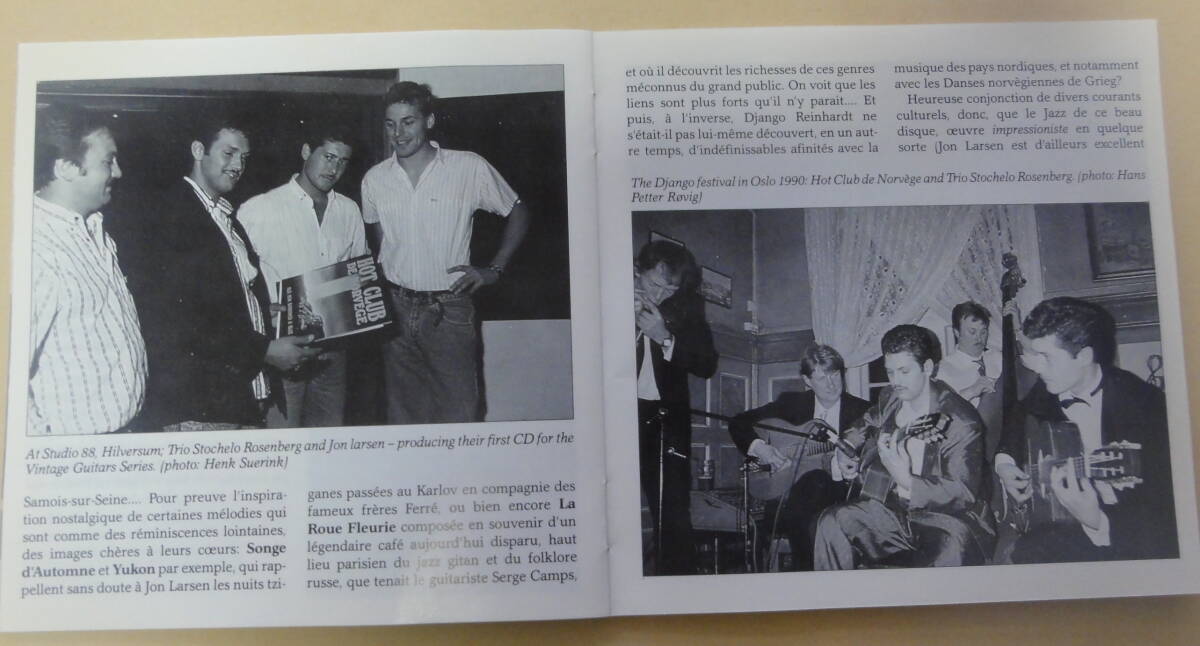 HOT CLUB
DE
NORVÈGE
At Studio 88, Hilversum; Trio Stochelo Rosenberg and Jon larsen – producing their first CD for the
Vintage Guitars Series. (photo: Henk Suerink)
Samois-sur-Seine.... Pour preuve l'inspira-
tion nostalgique de certaines mélodies qui
sont comme des réminiscences lointaines,
des images chères à leurs cœurs: Songe
d'Automne et Yukon par exemple, qui rap-
pellent sans doute à Jon Larsen les nuits tzi-
ganes passées au Karlov en compagnie des
fameux frères Ferré, ou bien encore La
Roue Fleurie composée en souvenir d'un
légendaire café aujourd'hui disparu, haut
lieu parisien du jazz gitan et du folklore
russe, que tenait le guitariste Serge Camps,
et où il découvrit les richesses de ces genres
méconnus du grand public. On voit que les
liens sont plus forts qu'il n'y parait.... Et
puis, à l'inverse, Django Reinhardt ne
s'était-il pas lui-même découvert, en un aut-
re temps, d'indéfinissables afinités avec la
musique des pays nordiques, et notamment
avec les Danses norvègiennes de Grieg?
Heureuse conjonction de divers courants
culturels, donc, que le Jazz de ce beau
disque, œuvre impressioniste en quelque
sorte (Jon Larsen est d'ailleurs excellent
The Django festival in Oslo 1990: Hot Club de Norvège and Trio Stochelo Rosenberg. (photo: Hans
Petter Røvig)